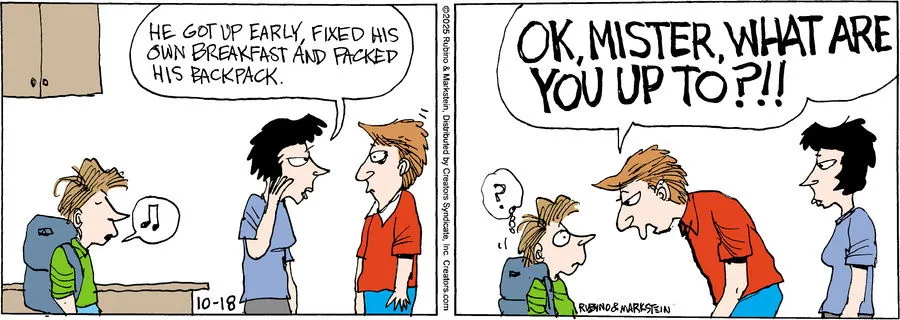 HE GOT UP EARLY, FIXED HIS
OWN BREAKFAST AND PACKED
HIS BACKPACK.
10-18
©2025 Rubino & Markstein, Distributed by Creators Syndicate, Inc. Creators.com
OK, MISTER, WHAT ARE
YOU UP TO?!!
?
RUBINO & MARKSTEIN